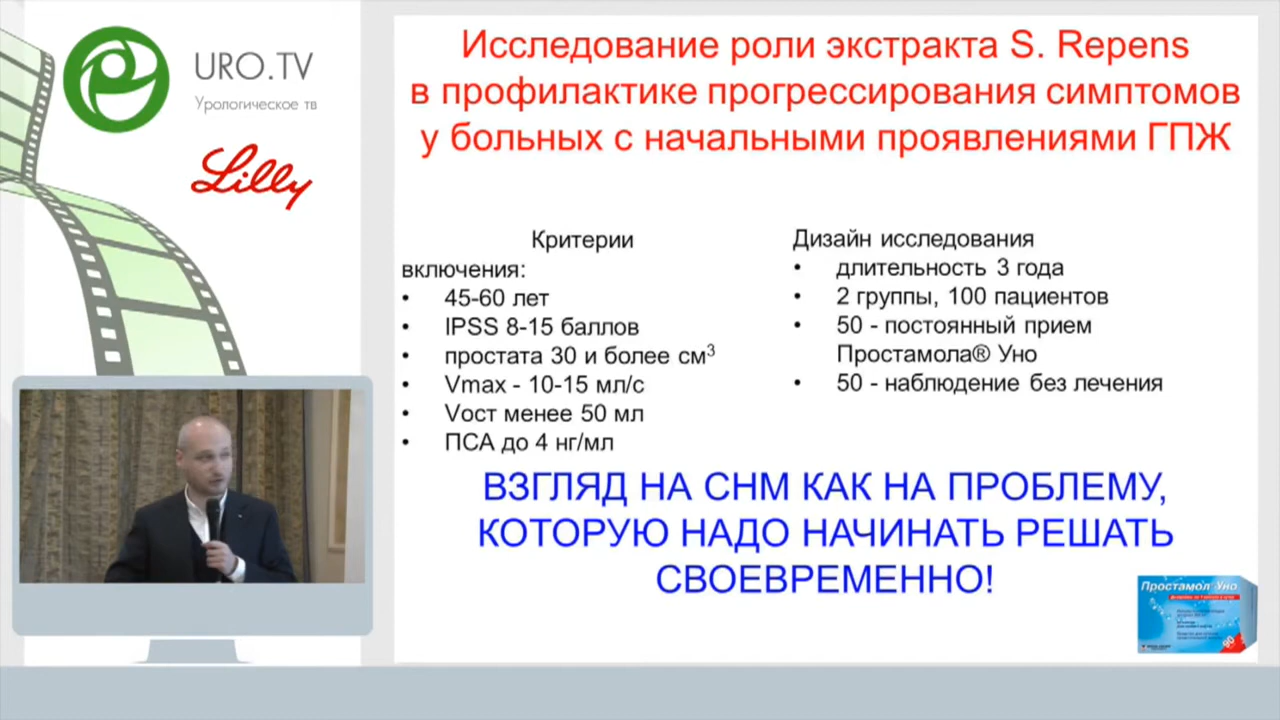 URO.TV
Урологическое тв
Lilly
Исследование роли экстракта S. Repens
в профилактике прогрессирования симптомов
у больных с начальными проявлениями ГПЖ
Критерии
включения:
• 45-60 лет
• IPSS 8-15 баллов
• простата 30 и более см³
• Vmax - 10-15 мл/с
• Vост менее 50 мл
• ПСА до 4 нг/мл
Дизайн исследования
• длительность 3 года
• 2 группы, 100 пациентов
• 50 - постоянный прием
Простамола® Уно
• 50 - наблюдение без лечения
ВЗГЛЯД НА СНМ КАК НА ПРОБЛЕМУ,
КОТОРУЮ НАДО НАЧИНАТЬ РЕШАТЬ
СВОЕВРЕМЕННО!
Простамол Уно
90